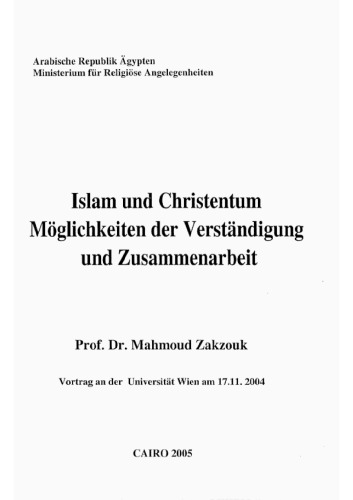 Arabische Republik Ägypten
Ministerium für Religiöse Angelegenheiten
Islam und Christentum
Möglichkeiten der Verständigung
und Zusammenarbeit
Prof. Dr. Mahmoud Zakzouk
Vortrag an der Universität Wien am 17.11. 2004
CAIRO 2005